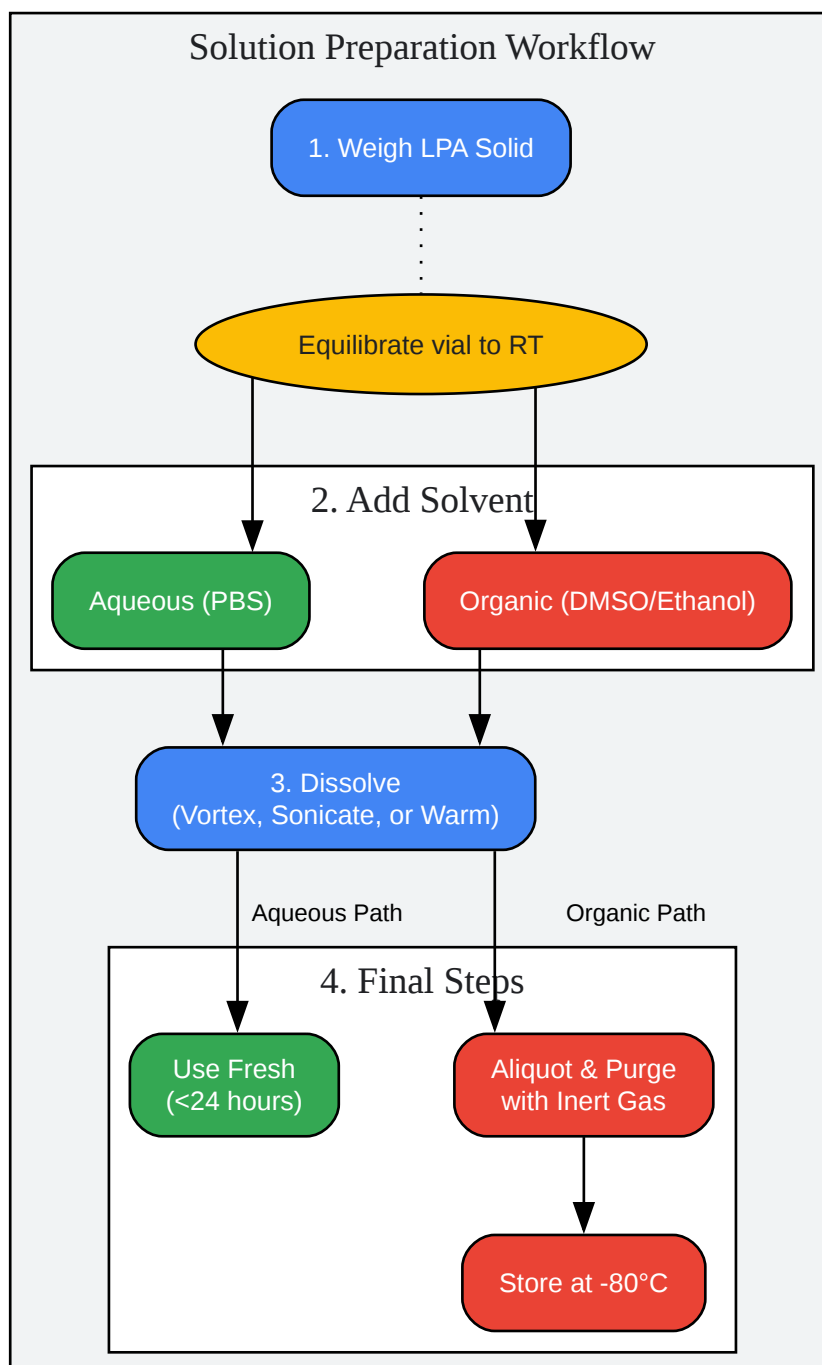 Solution Preparation Workflow
1. Weigh LPA Solid
Equilibrate vial to RT
2. Add Solvent
Aqueous (PBS)
Organic (DMSO/Ethanol)
3. Dissolve
(Vortex, Sonicate, or Warm)
Aqueous Path
Organic Path
4. Final Steps
Use Fresh
(<24 hours)
Aliquot & Purge
with Inert Gas
Store at -80°C